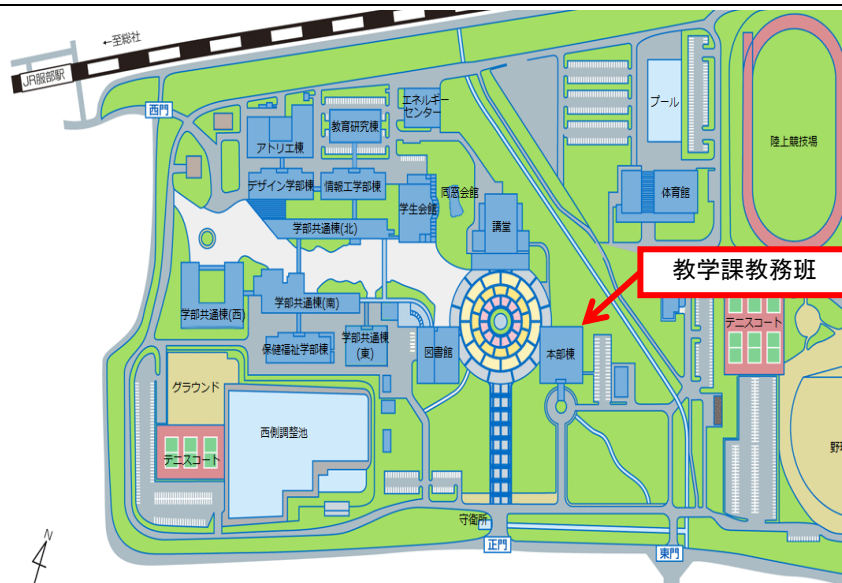 ←至総社
JR服部駅
西門
エネルギー
センター
プール
教育研究棟
アトリエ棟
陸上競技場
デザイン学部棟
情報工学部棟
体育館
同窓会館
学生会館
講堂
学部共通棟(北)
教学課教務班
学部共通棟(南)
学部共通棟(西)
テニスコート
学部共通棟
(東)
保健福祉学部棟
図書館
本部棟
グラウンド
西側調整池
野球
テニスコート
守衛所
正門
東門
N